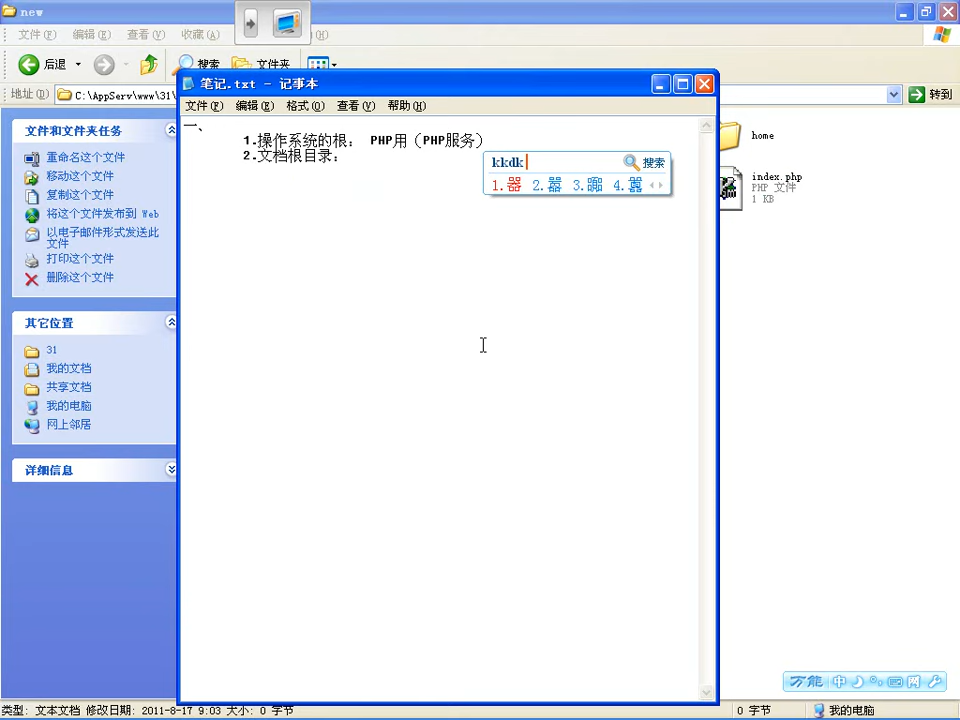 new
文件(F) 编辑(E) 查看(V) 收藏(A) (H)
后退 搜索 文件夹
地址(D) C:\AppServ\www\31\ 转到
笔记.txt - 记事本
文件(F) 编辑(E) 格式(O) 查看(V) 帮助(H)
一、
1.操作系统的根： PHP用（PHP服务）
2.文档根目录：
kkdk 搜索
1.器 2.嚣 3.嘂 4.噐
文件和文件夹任务
重命名这个文件
移动这个文件
复制这个文件
将这个文件发布到 Web
以电子邮件形式发送此
文件
打印这个文件
删除这个文件
其它位置
31
我的文档
共享文档
我的电脑
网上邻居
详细信息
home
index.php
PHP 文件
1 KB
万能 中 网
类型: 文本文档 修改日期: 2011-8-17 9:03 大小: 0 字节 0 字节 我的电脑